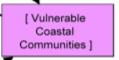 [ Vulnerable
Coastal
Communities ]